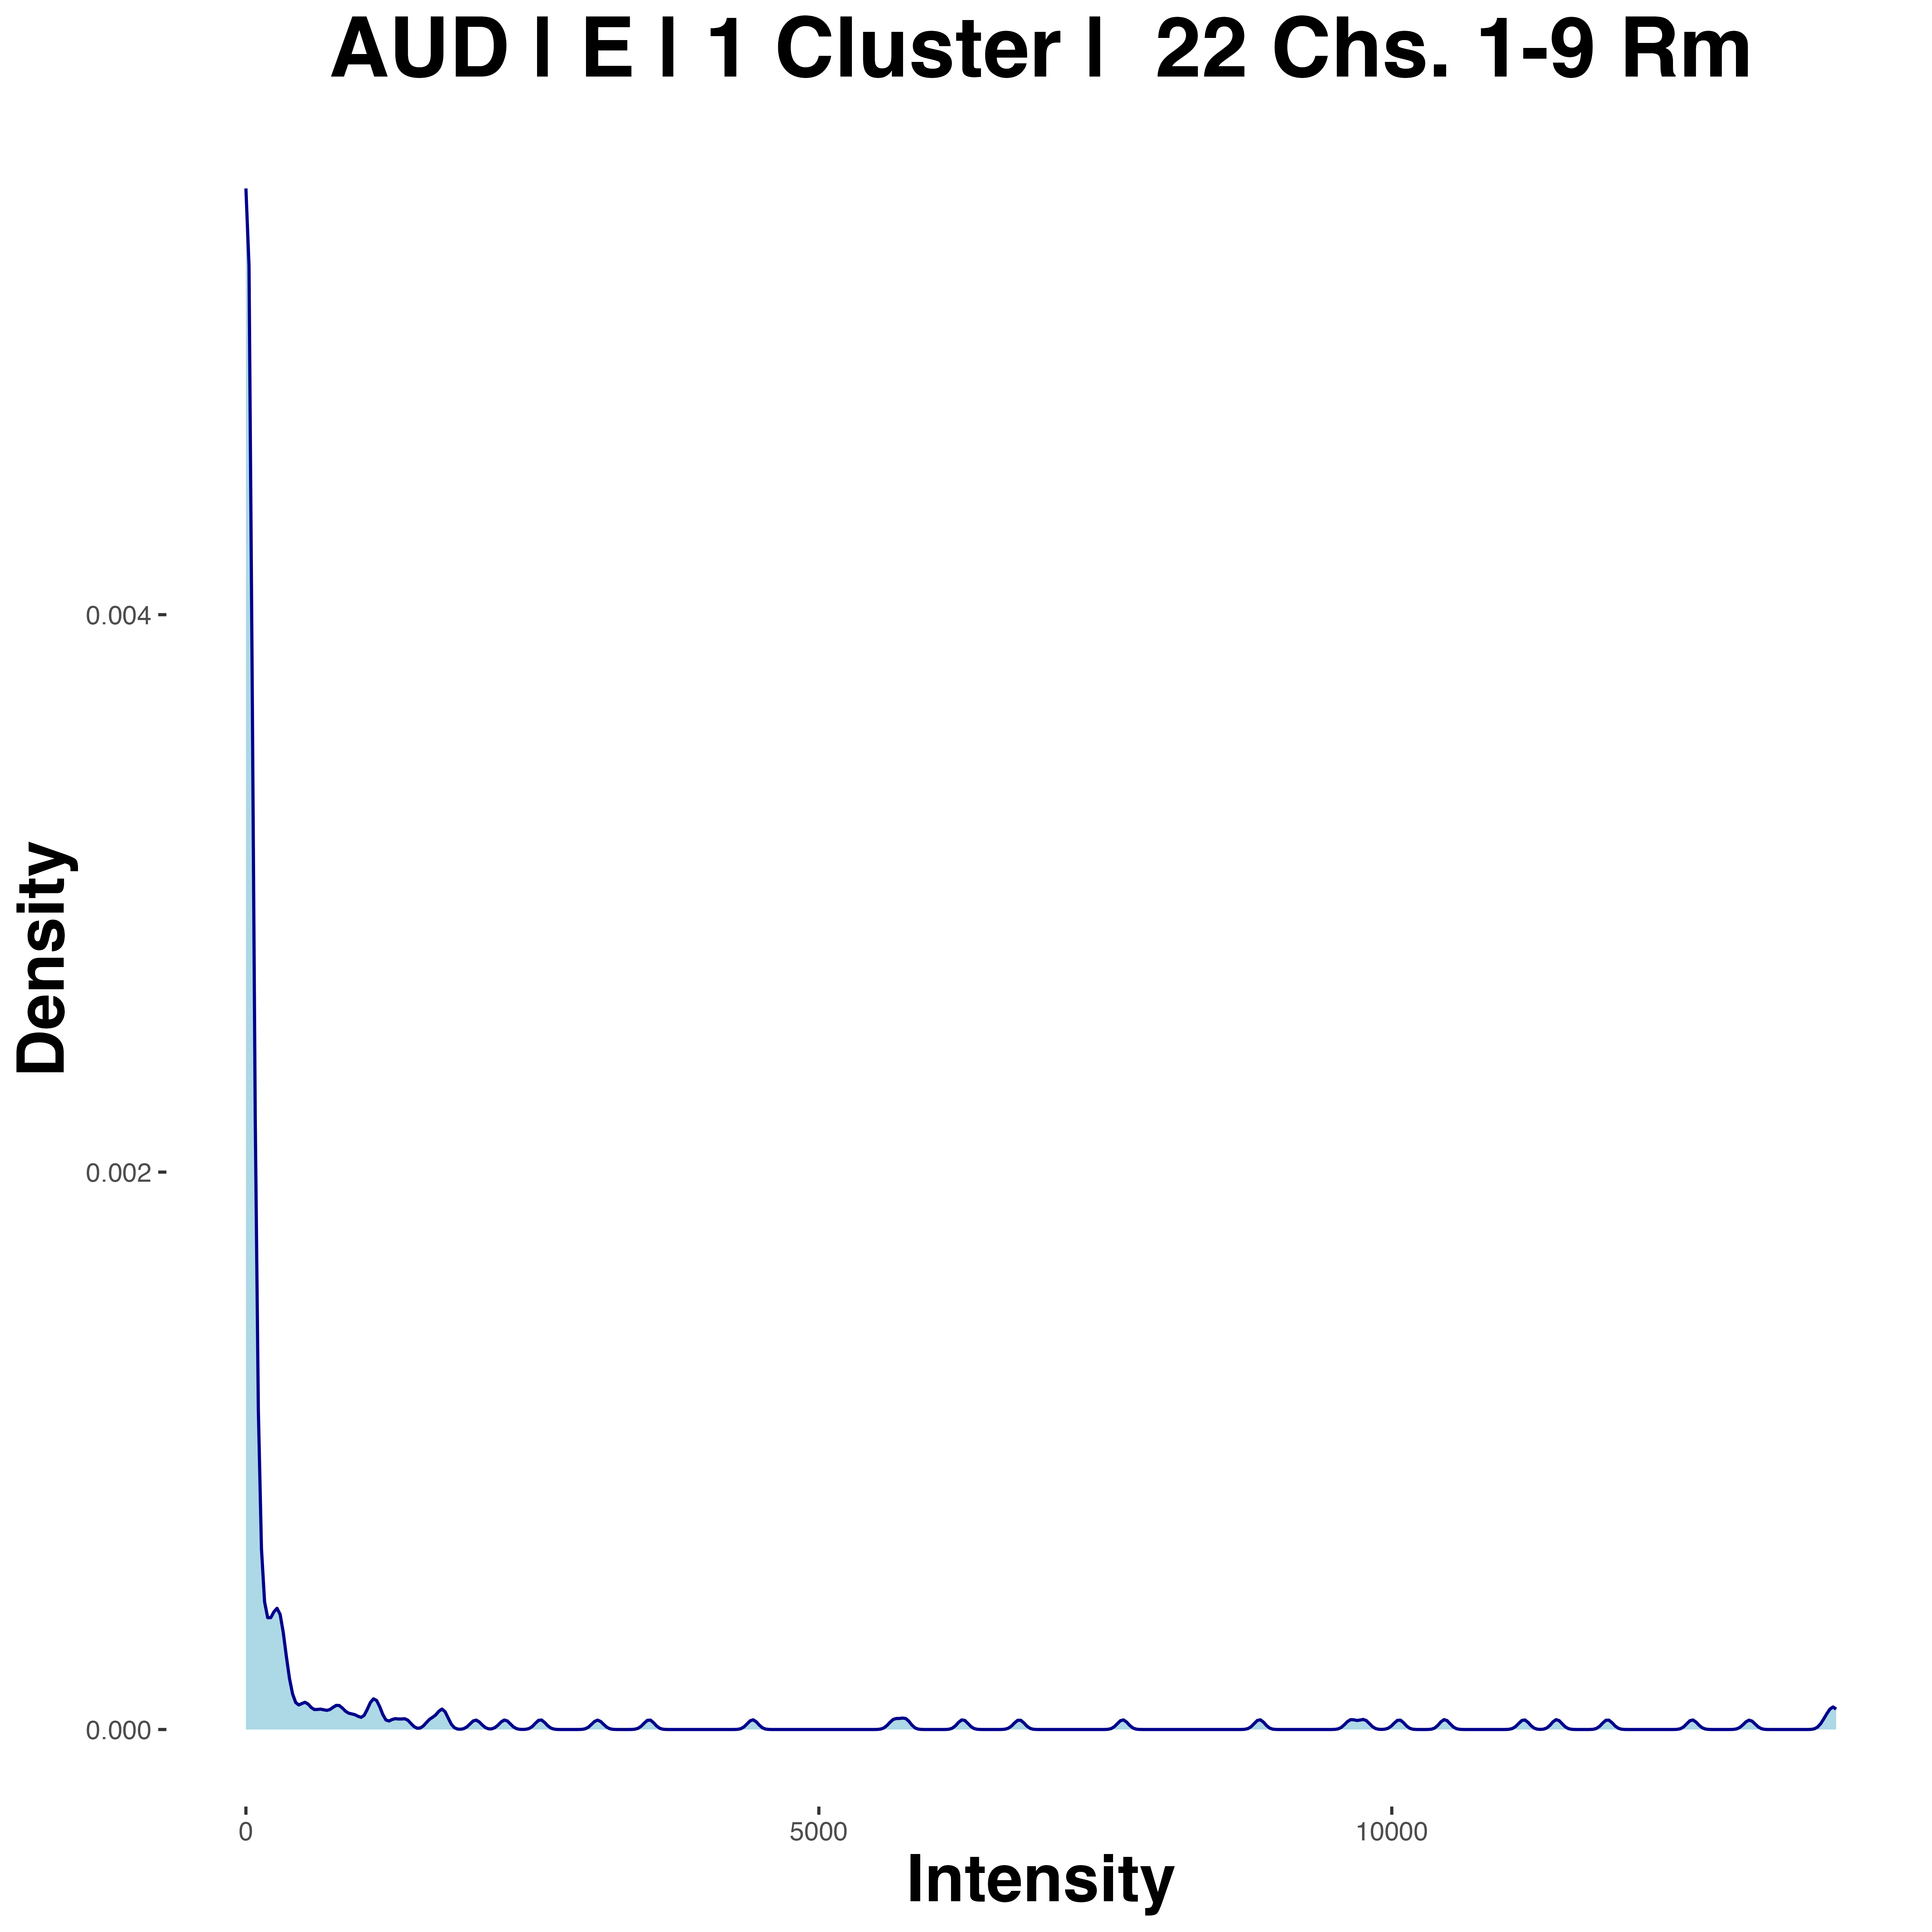 AUD | E | 1 Cluster |  22 Chs. 1-9 Rm
Density
0.004
0.002
0.000
0
5000
10000
Intensity